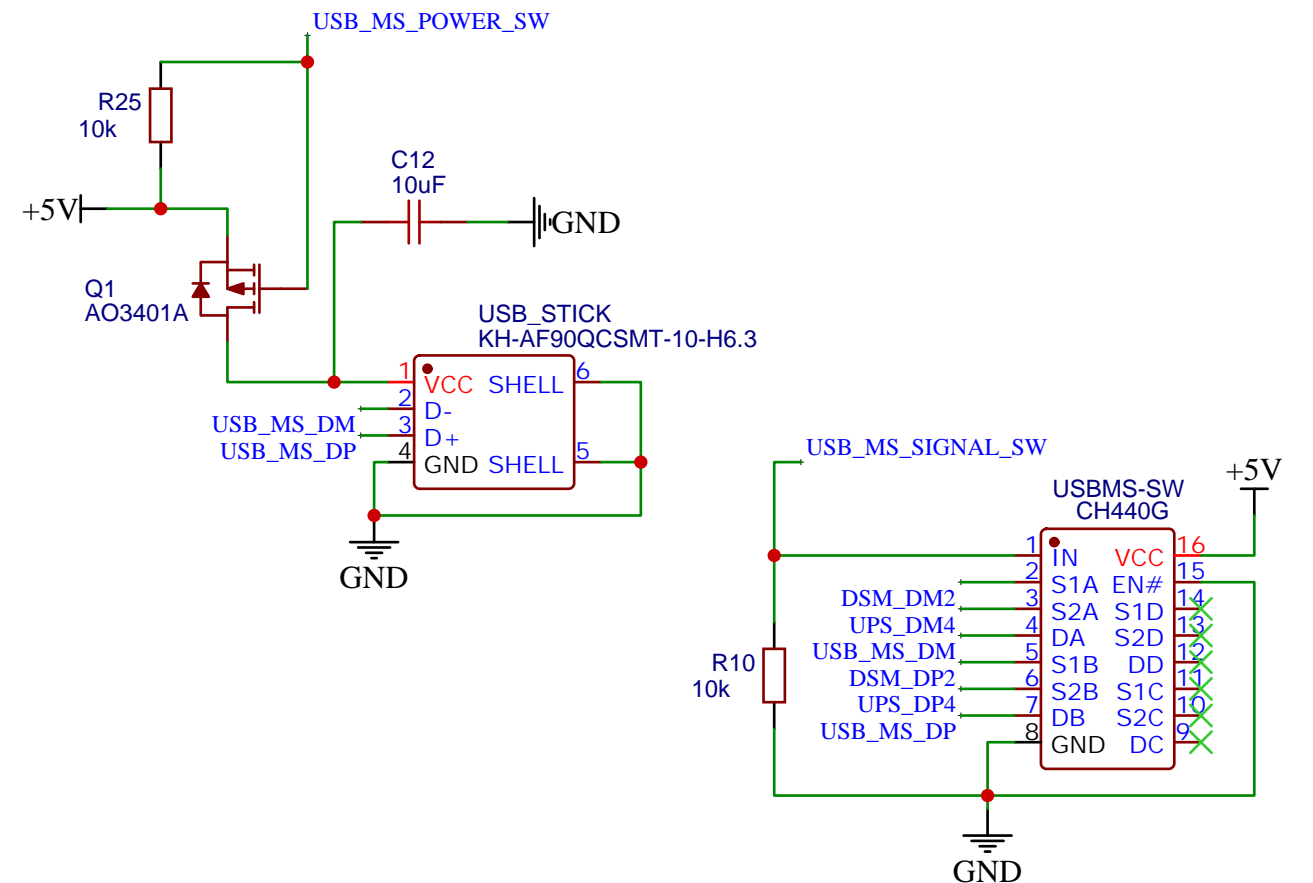 USB_MS_POWER_SW
R25
10k
C12
10uF
+5V
GND
Q1
AO3401A
USB_STICK
KH-AF90QCSMT-10-H6.3
1
VCC
SHELL
6
2
D-
USB_MS_DM
3
D+
USB_MS_DP
4
GND
SHELL
5
GND
USB_MS_SIGNAL_SW
+5V
USBMS-SW
CH440G
1
IN
VCC
16
2
S1A
EN#
15
DSM_DM2
3
S2A
S1D
14
UPS_DM4
4
DA
S2D
13
USB_MS_DM
5
S1B
DD
12
DSM_DP2
6
S2B
S1C
11
UPS_DP4
7
DB
S2C
10
USB_MS_DP
8
GND
DC
9
R10
10k
GND